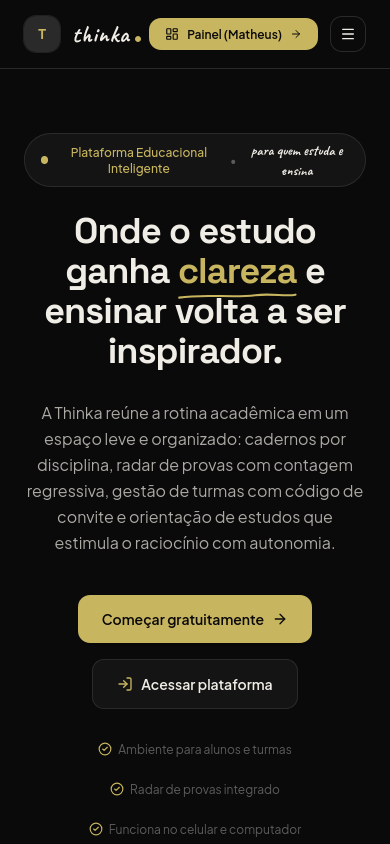 T
thinka
Painel (Matheus)
Plataforma Educacional
Inteligente
para quem estuda e
ensina
Onde o estudo
ganha clareza e
ensinar volta a ser
inspirador.
A Thinka reúne a rotina acadêmica em um
espaço leve e organizado: cadernos por
disciplina, radar de provas com contagem
regressiva, gestão de turmas com código de
convite e orientação de estudos que
estimula o raciocínio com autonomia.
Começar gratuitamente
Acessar plataforma
Ambiente para alunos e turmas
Radar de provas integrado
Funciona no celular e computador